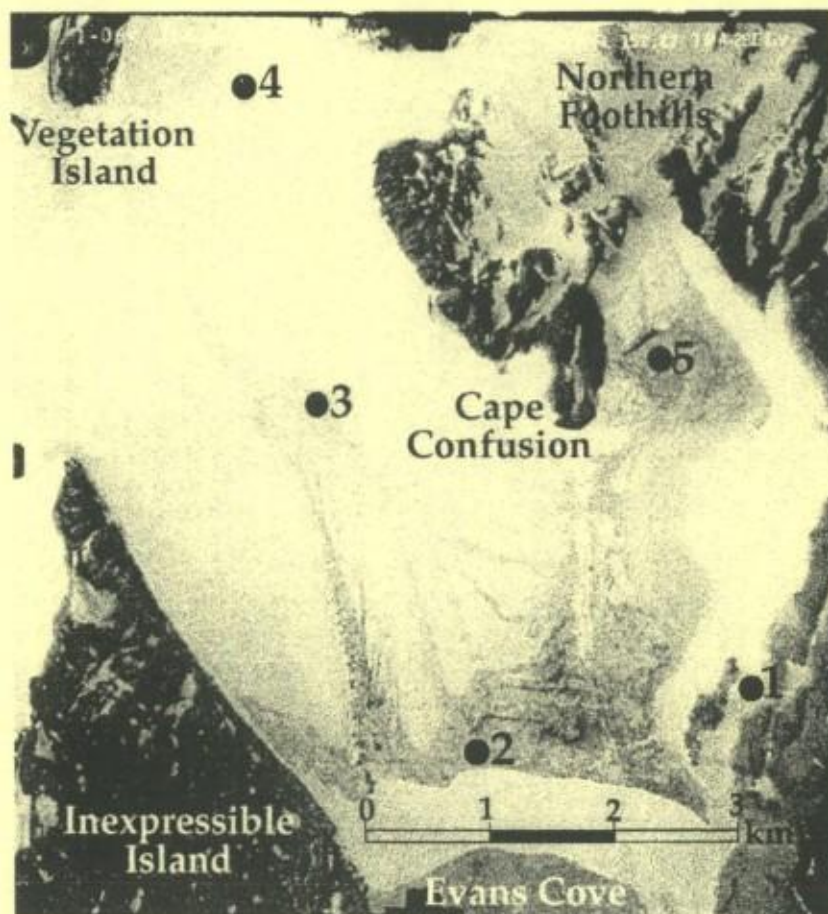 4
Northern
Foothills
Vegetation
Island
5
3
Cape
Confusion
1
2
0 1 2 3
km
Inexpressible
Island
Evans Cove